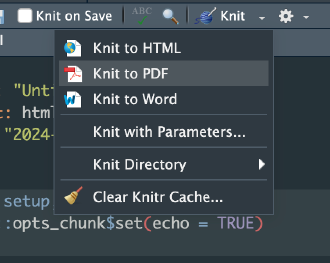 Knit on Save
ABC
Knit
Knit to HTML
"Unt
Knit to PDF
t: htm
Knit to Word
"2024-
Knit with Parameters...
Knit Directory
Clear Knitr Cache...
setup
:opts_chunk$set(echo = TRUE)